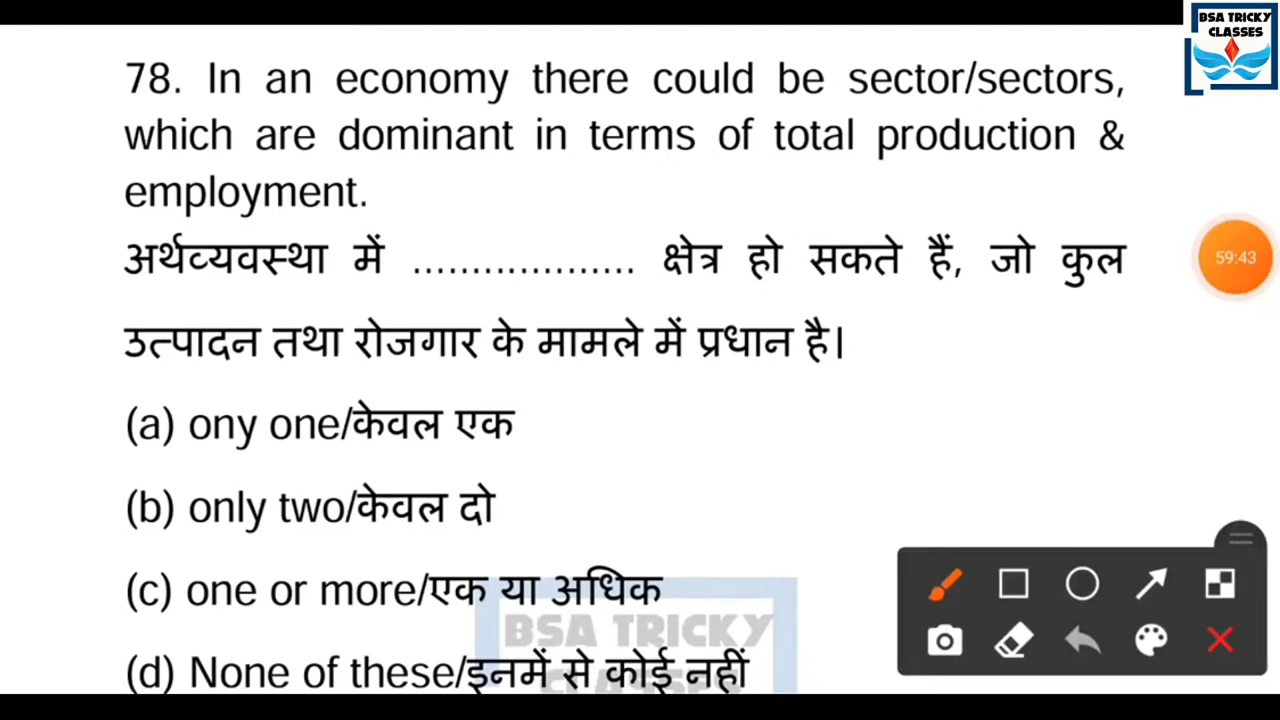 BSA TRICKY
CLASSES
78. In an economy there could be sector/sectors,
which are dominant in terms of total production &
employment.
अर्थव्यवस्था में ................... क्षेत्र हो सकते हैं, जो कुल
उत्पादन तथा रोजगार के मामले में प्रधान है।
59:43
(a) ony one/केवल एक
(b) only two/केवल दो
(c) one or more/एक या अधिक
BSA TRICKY
(d) None of these/इनमें से कोई नहीं
CLASSES